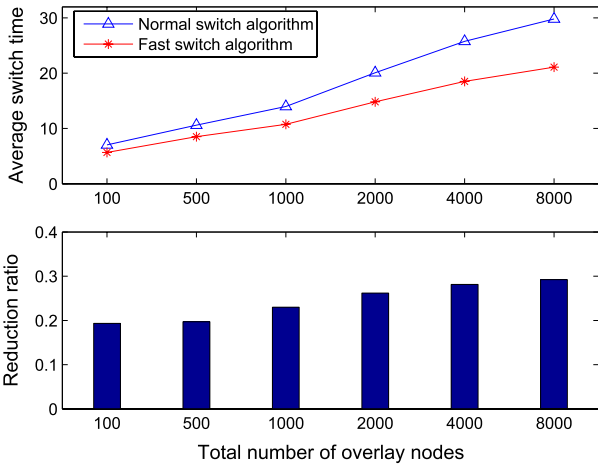 Average switch time
30
20
10
0
Normal switch algorithm
Fast switch algorithm
100 500 1000 2000 4000 8000
Reduction ratio
0.4
0.3
0.2
0.1
0
100 500 1000 2000 4000 8000
Total number of overlay nodes